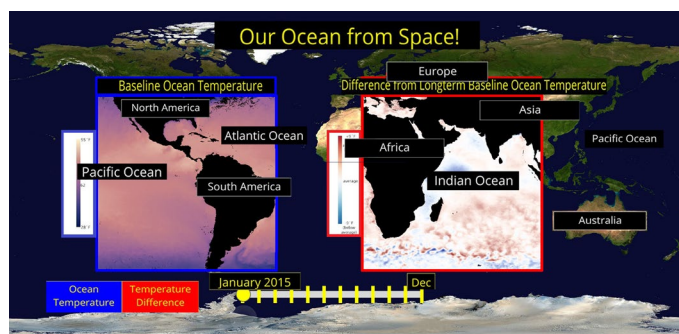 Our Ocean from Space!
Europe
Baseline Ocean Temperature
Difference from Longterm Baseline Ocean Temperature
North America
Asia
Atlantic Ocean
Pacific Ocean
Africa
Pacific Ocean
South America
Indian Ocean
Australia
January 2015
Dec
Ocean
Temperature
Temperature
Difference